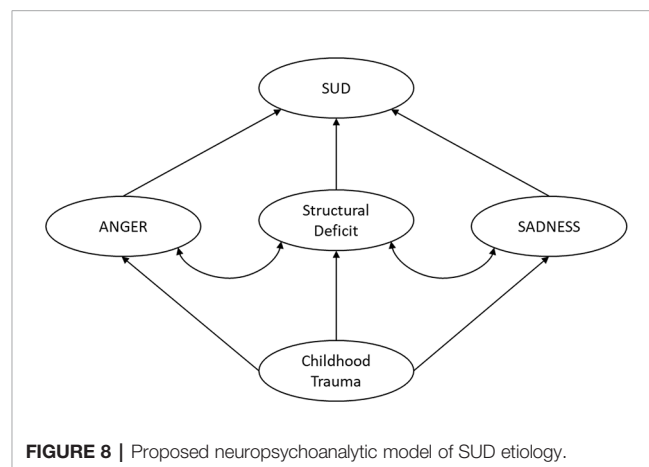 SUD
ANGER
Structural
Deficit
SADNESS
Childhood
Trauma
FIGURE 8 | Proposed neuropsychoanalytic model of SUD etiology.